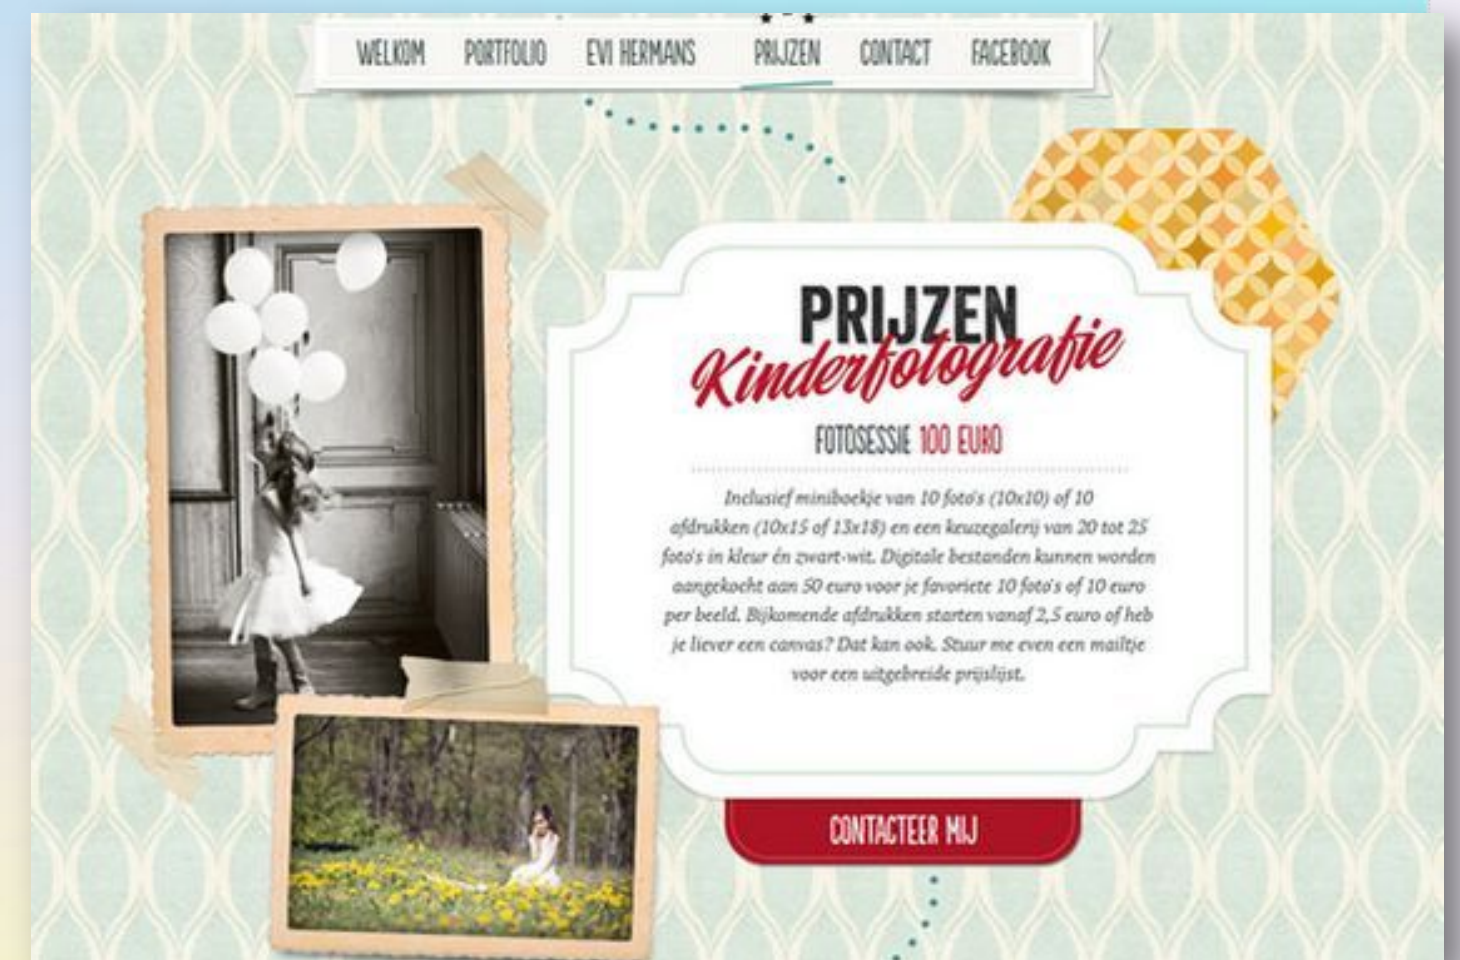 WELKOM PORTFOLIO EVI HERMANS PRIJZEN CONTACT FACEBOOK
PRIJZEN
Kinderfotografie
FOTOSESSIE 100 EURO
Inclusief miniboekje van 10 foto's (10x10) of 10
afdrukken (10x15 of 13x18) en een keuzegalerij van 20 tot 25
foto's in kleur én zwart-wit. Digitale bestanden kunnen worden
aangekocht aan 50 euro voor je favoriete 10 foto's of 10 euro
per beeld. Bijkomende afdrukken starten vanaf 2,5 euro of heb
je liever een canvas? Dat kan ook. Stuur me even een mailtje
voor een uitgebreide prijslijst.
CONTACTEER MIJ